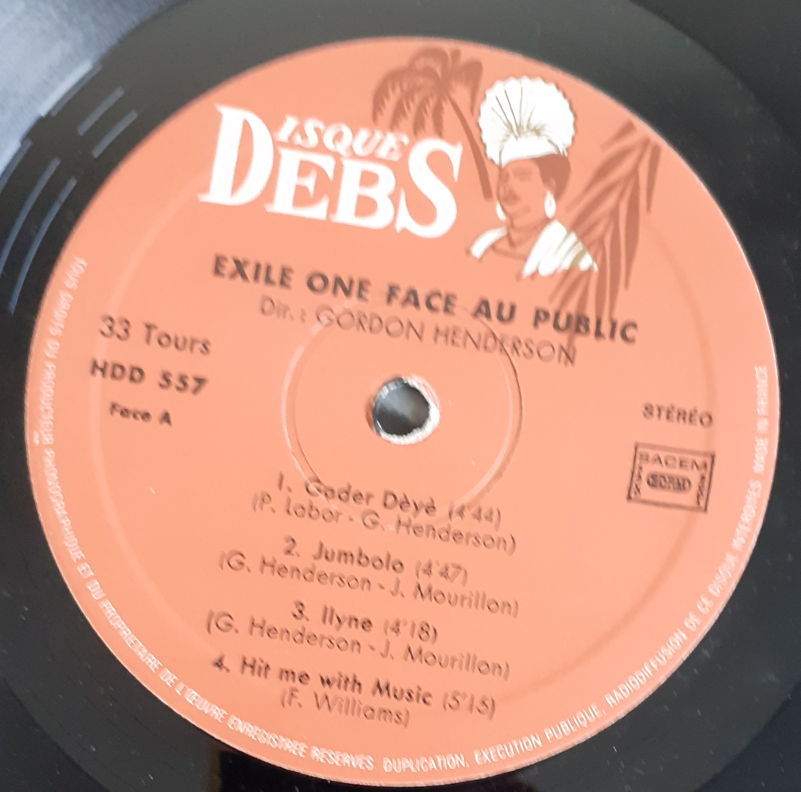 DISQUE
DEBS
EXILE ONE FACE AU PUBLIC
Dir. : GORDON HENDERSON
33 Tours
HDD 557
Face A
STÉRÉO
SACEM
1. Gader Dèyè (4'44)
(P. Labor - G. Henderson)
2. Jumbolo (4'47)
(G. Henderson - J. Mourillon)
3. Ilyne (4'18)
(G. Henderson - J. Mourillon)
4. Hit me with Music (5'15)
(F. Williams)
TOUS DROITS DU PRODUCTEUR PHONOGRAPHIQUE ET DU PROPRIETAIRE DE L'ŒUVRE ENREGISTREE RESERVES DUPLICATION, EXECUTION PUBLIQUE, RADIODIFFUSION DE CE DISQUE INTERDITES MADE IN FRANCE